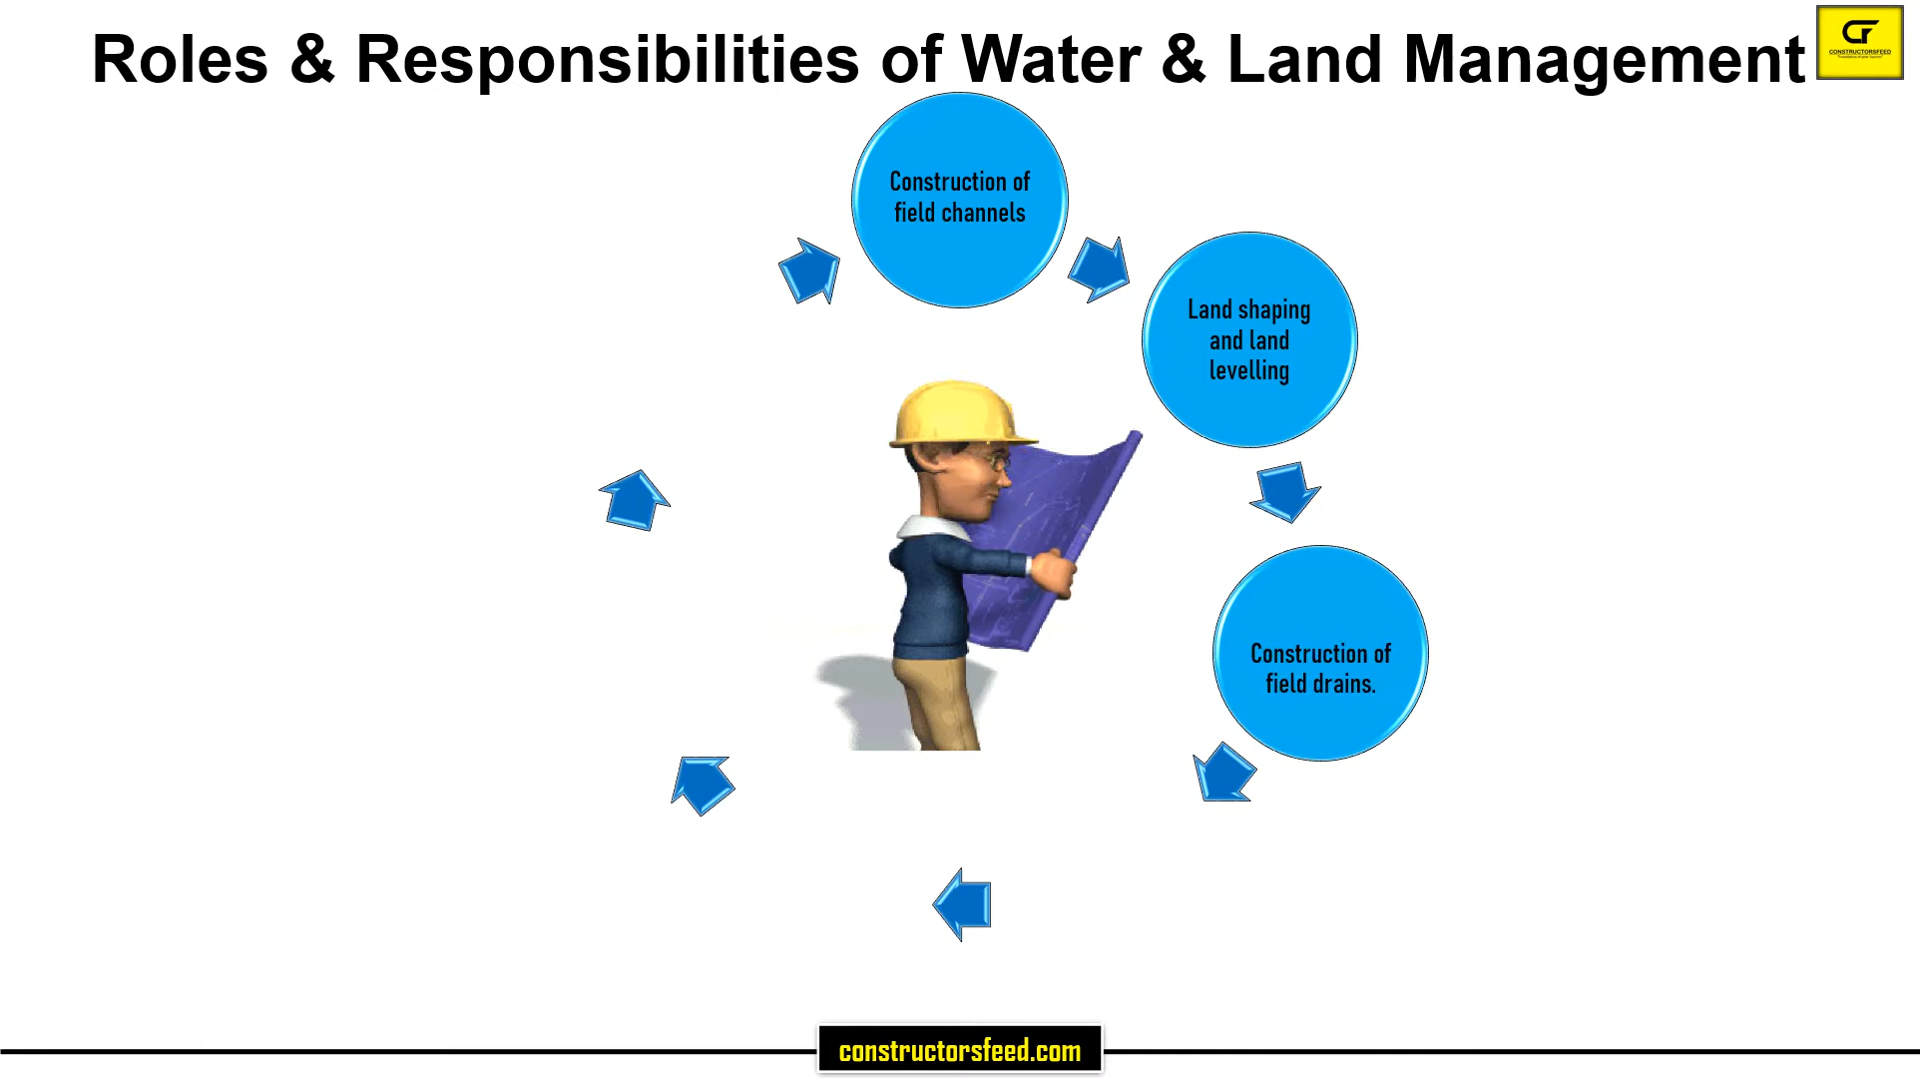 Roles & Responsibilities of Water & Land Management
CONSTRUCTORSFEED
Construction of
field channels
Land shaping
and land
levelling
Construction of
field drains.
constructorsfeed.com